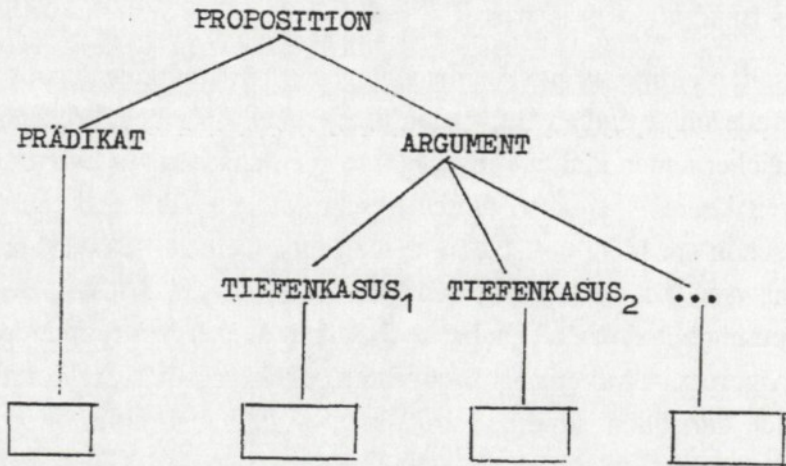 PROPOSITION
PRÄDIKAT ARGUMENT
TIEFENKASUS1 TIEFENKASUS2 ...